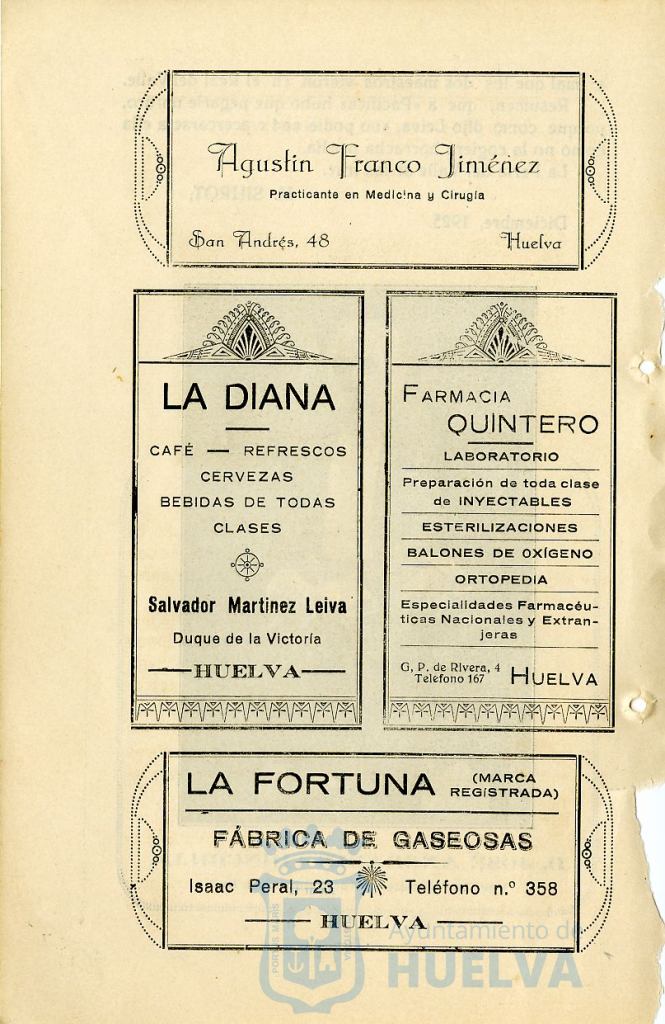 Agustin Franco Jiménez
Practicante en Medicina y Cirugía
San Andrés, 48 Huelva
LA DIANA
CAFÉ — REFRESCOS
CERVEZAS
BEBIDAS DE TODAS
CLASES
Salvador Martinez Leiva
Duque de la Victoria
HUELVA
FARMACIA
QUINTERO
LABORATORIO
Preparación de toda clase
de INYECTABLES
ESTERILIZACIONES
BALONES DE OXÍGENO
ORTOPEDIA
Especialidades Farmacéu-
ticas Nacionales y Extran-
jeras
G. P. de Rivera, 4
Telefono 167
HUELVA
LA FORTUNA (MARCA
REGISTRADA)
FÁBRICA DE GASEOSAS
Isaac Peral, 23 Teléfono n.º 358
HUELVA
Ayuntamiento de
HUELVA